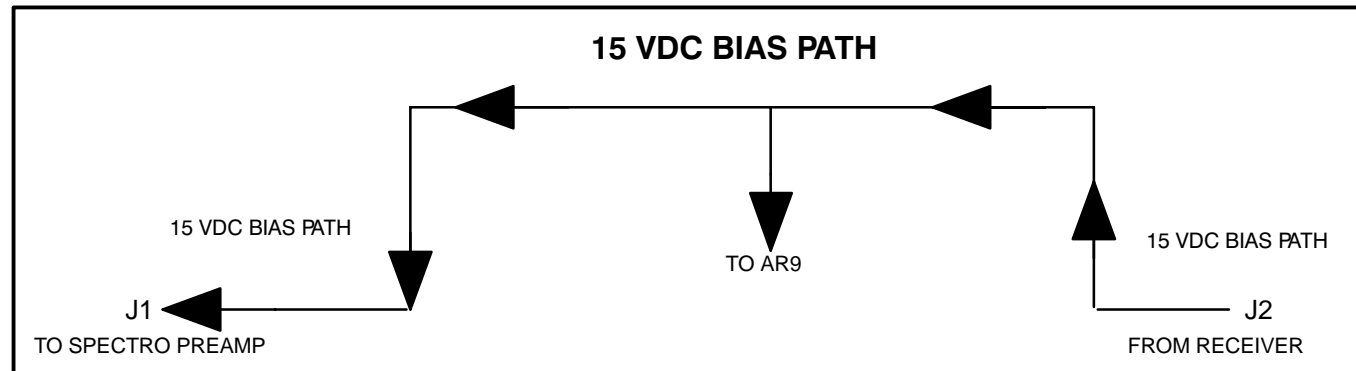 15 VDC BIAS PATH
15 VDC BIAS PATH
15 VDC BIAS PATH
TO AR9
J1
J2
TO SPECTRO PREAMP
FROM RECEIVER